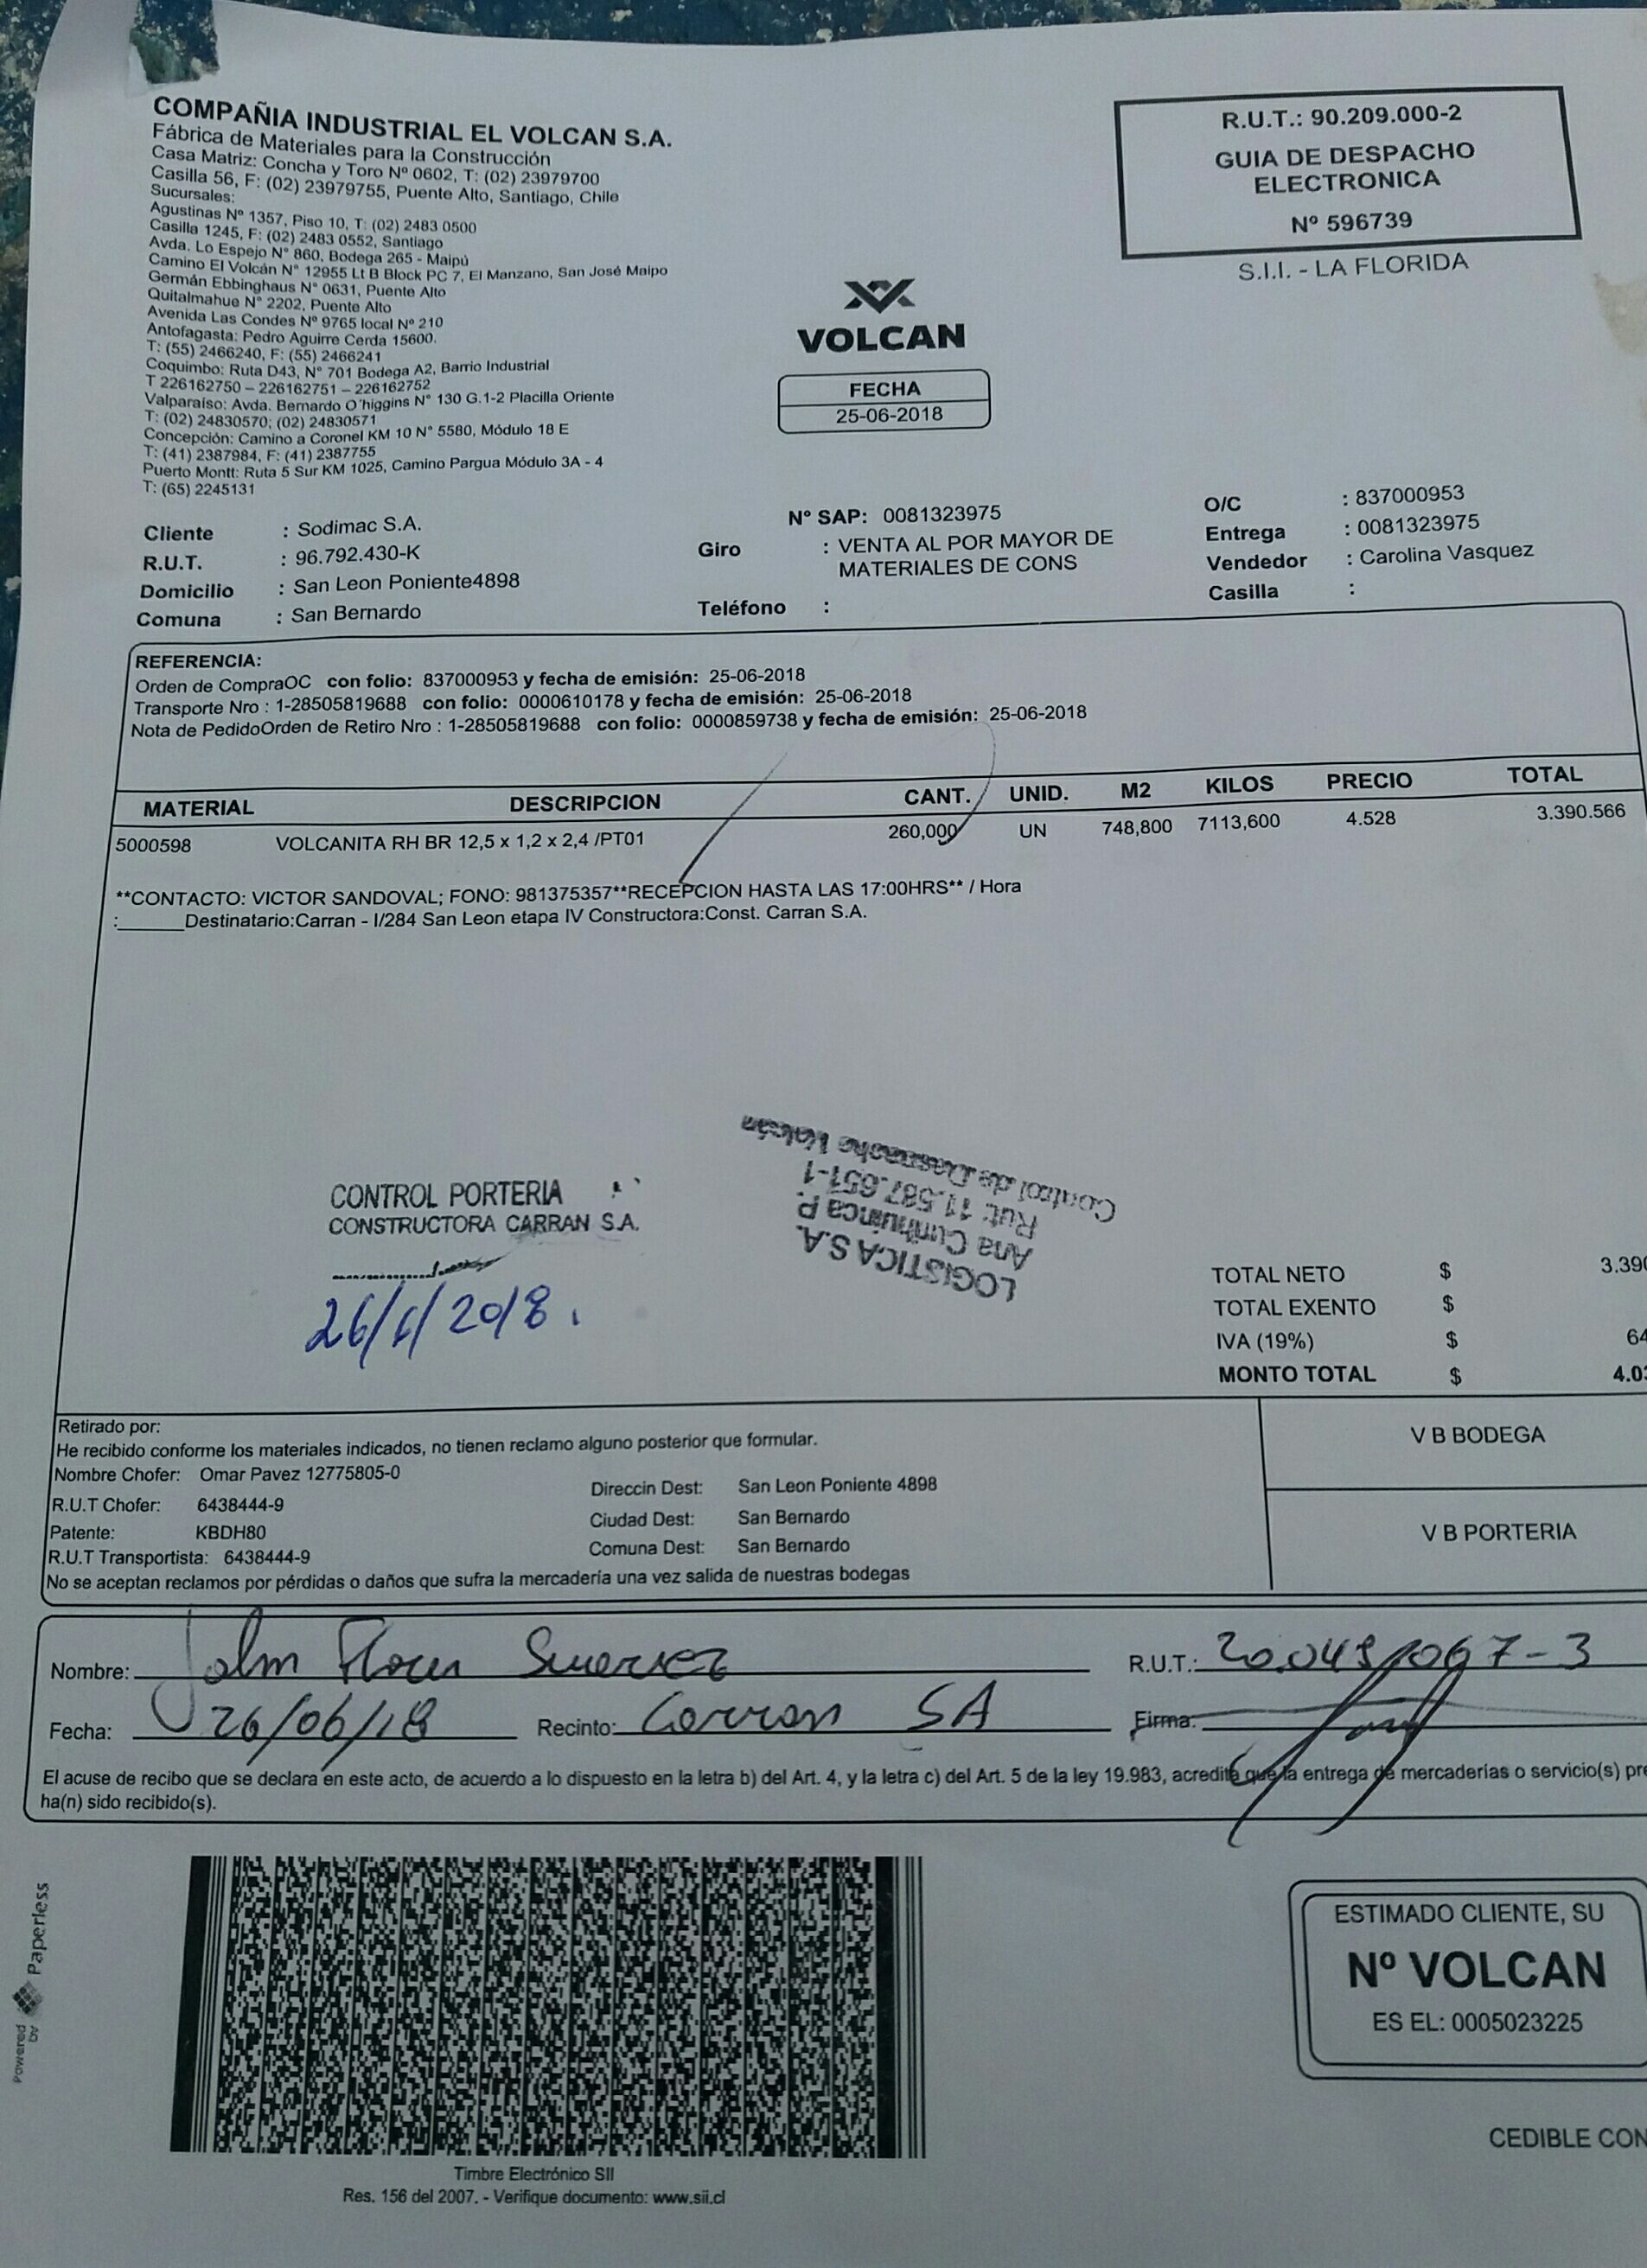 COMPAÑIA INDUSTRIAL EL VOLCAN S.A.
Fábrica de Materiales para la Construcción
Casa Matriz: Concha y Toro Nº 0602, T: (02) 23979700
Casilla 56, F: (02) 23979755, Puente Alto, Santiago, Chile
Sucursales:
Agustinas Nº 1357, Piso 10, T: (02) 2483 0500
Casilla 1245, F: (02) 2483 0552, Santiago
Avda. Lo Espejo N° 860, Bodega 265 - Maipú
Camino El Volcán N° 12955 Lt B Block PC 7, El Manzano, San José Maipo
Germán Ebbinghaus N° 0631, Puente Alto
Quitalmahue N° 2202, Puente Alto
Avenida Las Condes Nº 9765 local Nº 210
Antofagasta: Pedro Aguirre Cerda 15600.
T: (55) 2466240, F: (55) 2466241
Coquimbo: Ruta D43, N° 701 Bodega A2, Barrio Industrial
T 226162750 – 226162751 – 226162752
Valparaíso: Avda. Bernardo O´higgins N° 130 G.1-2 Placilla Oriente
T: (02) 24830570; (02) 24830571
Concepción: Camino a Coronel KM 10 N° 5580, Módulo 18 E
T: (41) 2387984, F: (41) 2387755
Puerto Montt: Ruta 5 Sur KM 1025, Camino Pargua Módulo 3A - 4
T: (65) 2245131
R.U.T.: 90.209.000-2
GUIA DE DESPACHO
ELECTRONICA
Nº 596739
S.I.I. - LA FLORIDA
VOLCAN
FECHA
25-06-2018
Cliente : Sodimac S.A.
R.U.T. : 96.792.430-K
Domicilio : San Leon Poniente4898
Comuna : San Bernardo
Nº SAP: 0081323975
Giro : VENTA AL POR MAYOR DE
MATERIALES DE CONS
Teléfono :
O/C : 837000953
Entrega : 0081323975
Vendedor : Carolina Vasquez
Casilla :
REFERENCIA:
Orden de CompraOC con folio: 837000953 y fecha de emisión: 25-06-2018
Transporte Nro : 1-28505819688 con folio: 0000610178 y fecha de emisión: 25-06-2018
Nota de PedidoOrden de Retiro Nro : 1-28505819688 con folio: 0000859738 y fecha de emisión: 25-06-2018
MATERIAL DESCRIPCION CANT. UNID. M2 KILOS PRECIO TOTAL
5000598 VOLCANITA RH BR 12,5 x 1,2 x 2,4 /PT01 260,000 UN 748,800 7113,600 4.528 3.390.566
**CONTACTO: VICTOR SANDOVAL; FONO: 981375357**RECEPCION HASTA LAS 17:00HRS** / Hora
:______Destinatario:Carran - I/284 San Leon etapa IV Constructora:Const. Carran S.A.
CONTROL PORTERIA
CONSTRUCTORA CARRAN S.A.
26/6/2018.
LOGISTICA S.A.
Ana Curihuinca P.
Rut: 11.587.651-1
Control de Despacho Volcán
TOTAL NETO $ 3.390
TOTAL EXENTO $
IVA (19%) $ 64
MONTO TOTAL $ 4.03
Retirado por:
He recibido conforme los materiales indicados, no tienen reclamo alguno posterior que formular.
Nombre Chofer: Omar Pavez 12775805-0
R.U.T Chofer: 6438444-9
Patente: KBDH80
R.U.T Transportista: 6438444-9
Direccin Dest: San Leon Poniente 4898
Ciudad Dest: San Bernardo
Comuna Dest: San Bernardo
No se aceptan reclamos por pérdidas o daños que sufra la mercadería una vez salida de nuestras bodegas
V B BODEGA
V B PORTERIA
Nombre: John Flores Suarez
R.U.T.: 20.049.067-3
Fecha: 26/06/18 Recinto: Carran SA Firma:
El acuse de recibo que se declara en este acto, de acuerdo a lo dispuesto en la letra b) del Art. 4, y la letra c) del Art. 5 de la ley 19.983, acredita que la entrega de mercaderías o servicio(s) pre
ha(n) sido recibido(s).
Powered by Paperless
Timbre Electrónico SII
Res. 156 del 2007. - Verifique documento: www.sii.cl
ESTIMADO CLIENTE, SU
Nº VOLCAN
ES EL: 0005023225
CEDIBLE CON